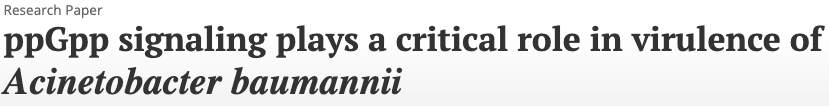 Research Paper
ppGpp signaling plays a critical role in virulence of
Acinetobacter baumannii